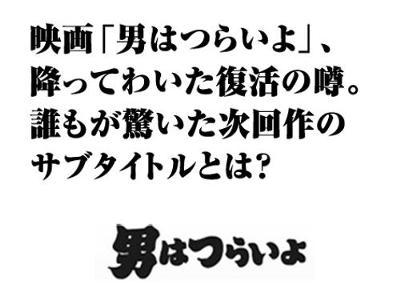 映画「男はつらいよ」、
降ってわいた復活の噂。
誰もが驚いた次回作の
サブタイトルとは?
男はつらいよ